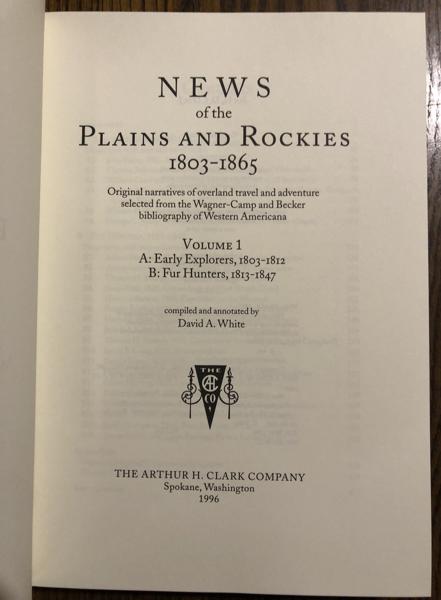 NEWS
of the
PLAINS AND ROCKIES
1803–1865
Original narratives of overland travel and adventure
selected from the Wagner–Camp and Becker
bibliography of Western Americana
VOLUME 1
A: Early Explorers, 1803–1812
B: Fur Hunters, 1813–1847
compiled and annotated by
David A. White
THE
AHC
CO
THE ARTHUR H. CLARK COMPANY
Spokane, Washington
1996